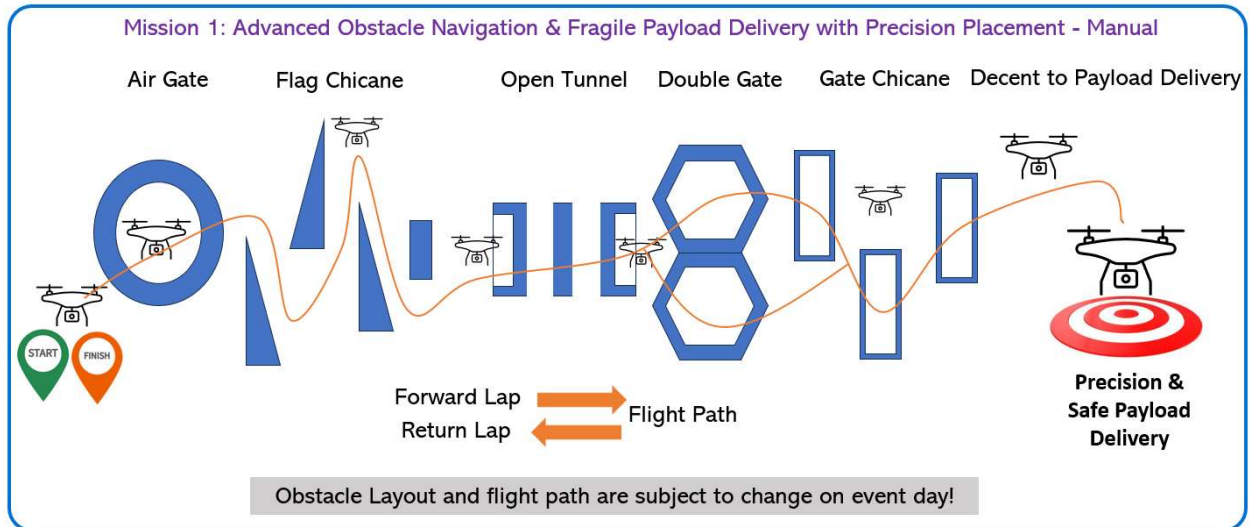 Mission 1: Advanced Obstacle Navigation & Fragile Payload Delivery with Precision Placement - Manual
Air Gate
Flag Chicane
Open Tunnel
Double Gate
Gate Chicane
Decent to Payload Delivery
START
FINISH
Forward Lap
Return Lap
Flight Path
Precision &
Safe Payload
Delivery
Obstacle Layout and flight path are subject to change on event day!